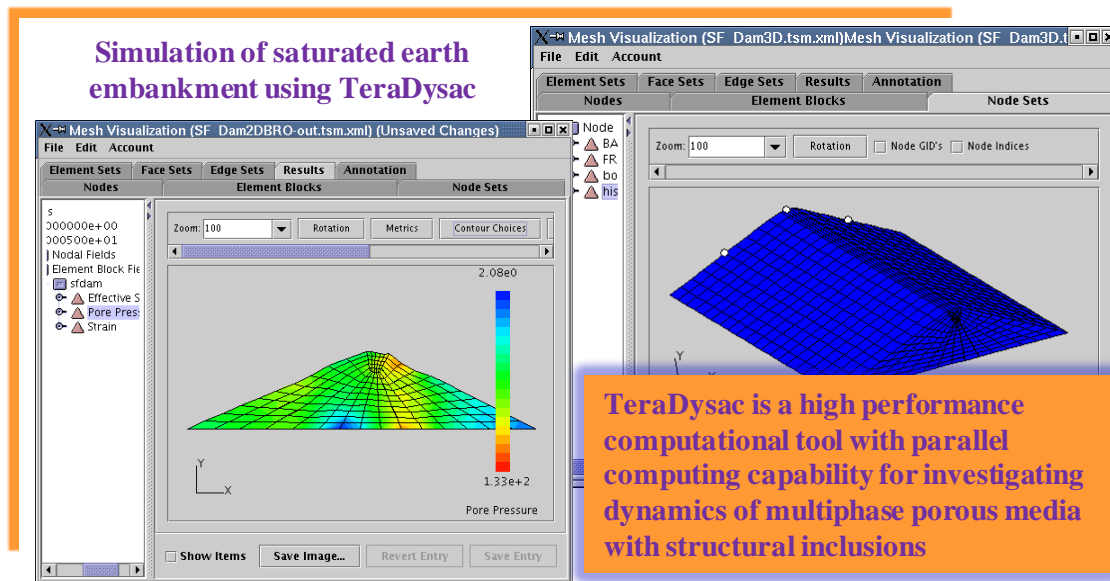 Simulation of saturated earth
embankment using TeraDysac
Mesh Visualization (SF_Dam3D.tsm.xml)Mesh Visualization (SF_Dam3D.t
File Edit Account
Element Sets Face Sets Edge Sets Results Annotation
Nodes Element Blocks Node Sets
Node
BA
FR
bo
his
Zoom: 100 Rotation Node GID's Node Indices
Y
X
Mesh Visualization (SF_Dam2DBRO-out.tsm.xml) (Unsaved Changes)
File Edit Account
Element Sets Face Sets Edge Sets Results Annotation
Nodes Element Blocks Node Sets
s
000000e+00
000500e+01
Nodal Fields
Element Block Fie
sfdam
Effective S
Pore Pres
Strain
Zoom: 100 Rotation Metrics Contour Choices
2.08e0
Y
X
1.33e+2
Pore Pressure
Show Items Save Image... Revert Entry Save Entry
TeraDysac is a high performance
computational tool with parallel
computing capability for investigating
dynamics of multiphase porous media
with structural inclusions